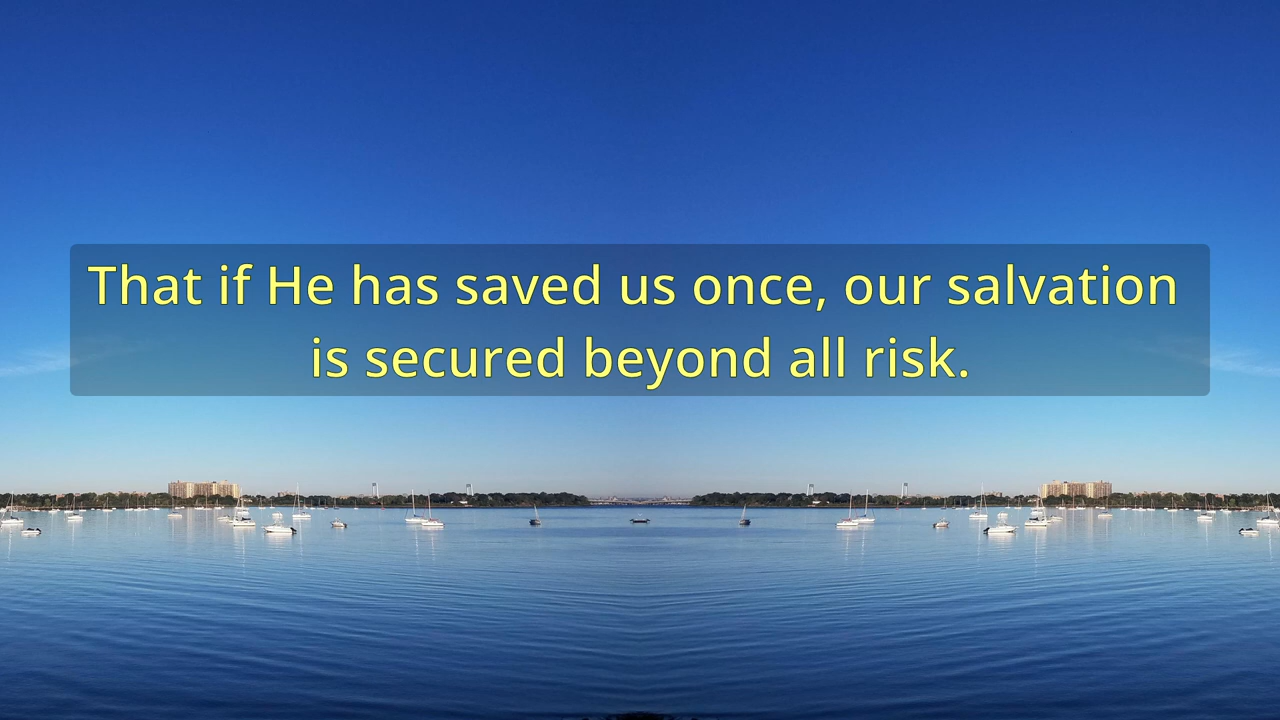 That if He has saved us once, our salvation
is secured beyond all risk.